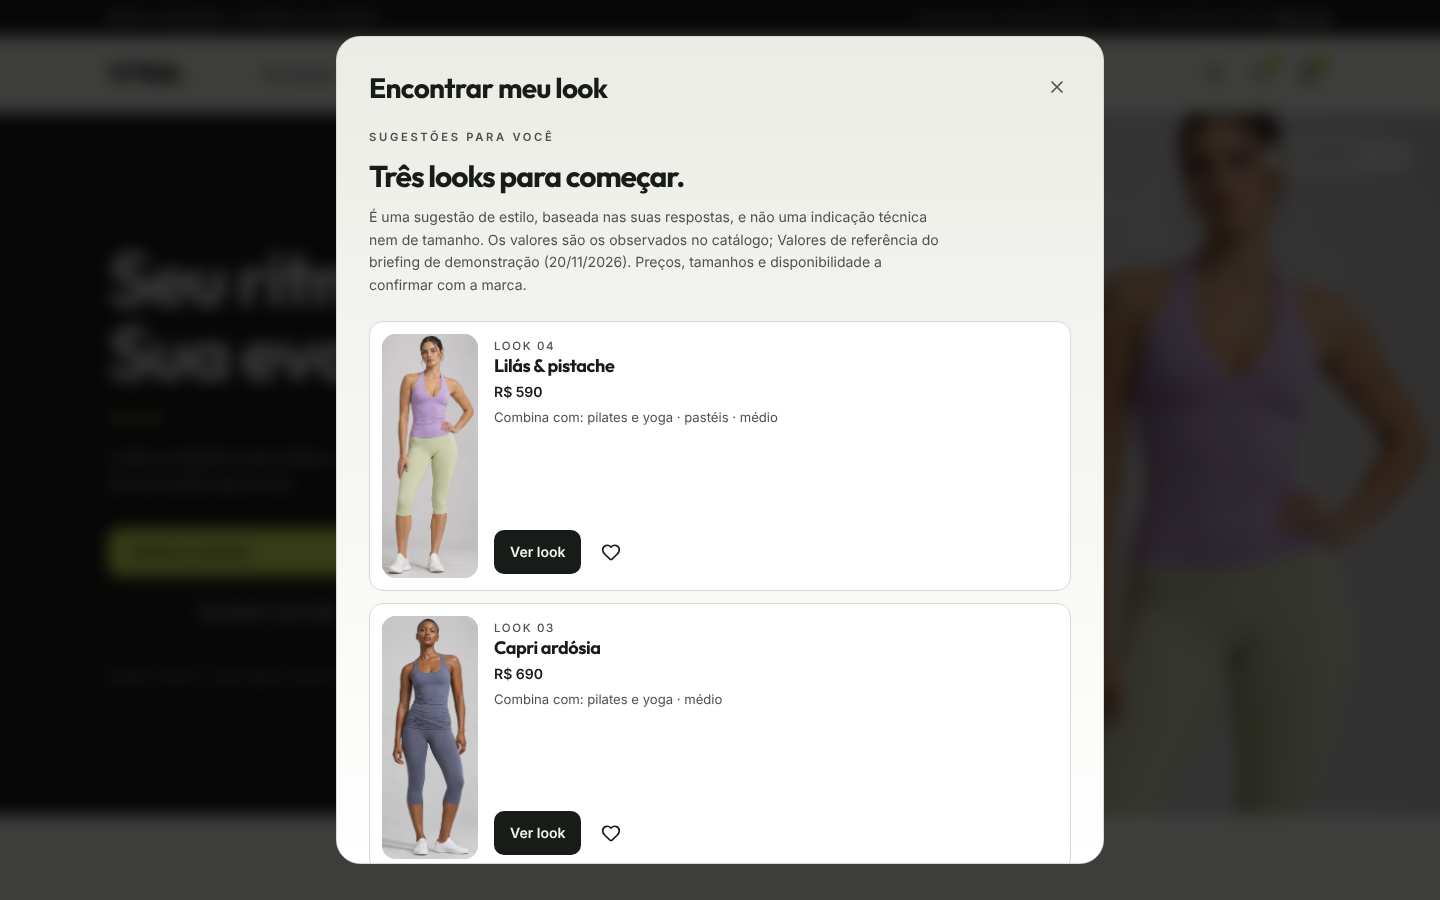 Encontrar meu look
SUGESTÕES PARA VOCÊ
Três looks para começar.
É uma sugestão de estilo, baseada nas suas respostas, e não uma indicação técnica
nem de tamanho. Os valores são os observados no catálogo; Valores de referência do
briefing de demonstração (20/11/2026). Preços, tamanhos e disponibilidade a
confirmar com a marca.
LOOK 04
Lilás & pistache
R$ 590
Combina com: pilates e yoga · pastéis · médio
Ver look
LOOK 03
Capri ardósia
R$ 690
Combina com: pilates e yoga · médio
Ver look
Seu
Sua